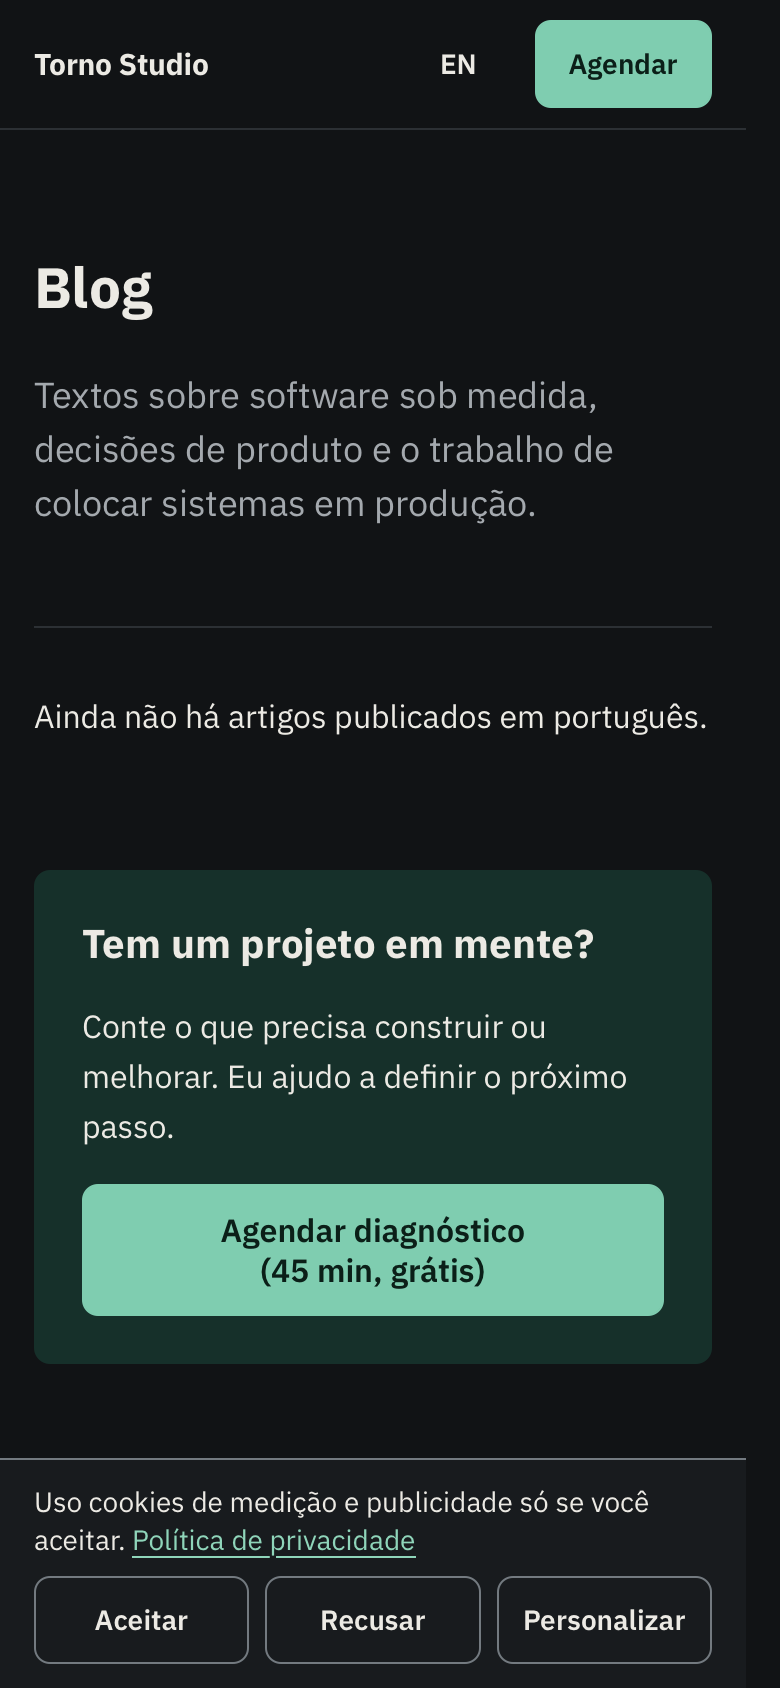 Torno Studio
EN
Agendar
Blog
Textos sobre software sob medida,
decisões de produto e o trabalho de
colocar sistemas em produção.
Ainda não há artigos publicados em português.
Tem um projeto em mente?
Conte o que precisa construir ou
melhorar. Eu ajudo a definir o próximo
passo.
Agendar diagnóstico
(45 min, grátis)
Uso cookies de medição e publicidade só se você
aceitar. Política de privacidade
Aceitar
Recusar
Personalizar